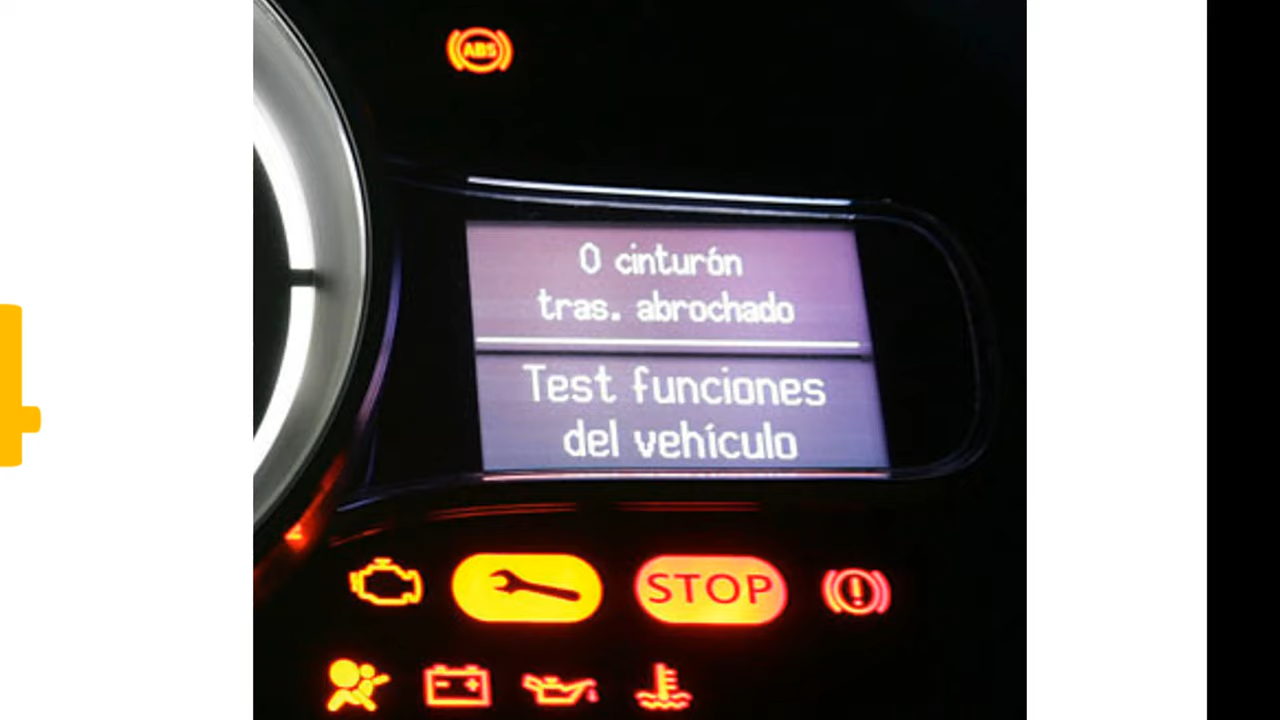 ABS
0 cinturón
tras. abrochado
Test funciones
del vehículo
STOP